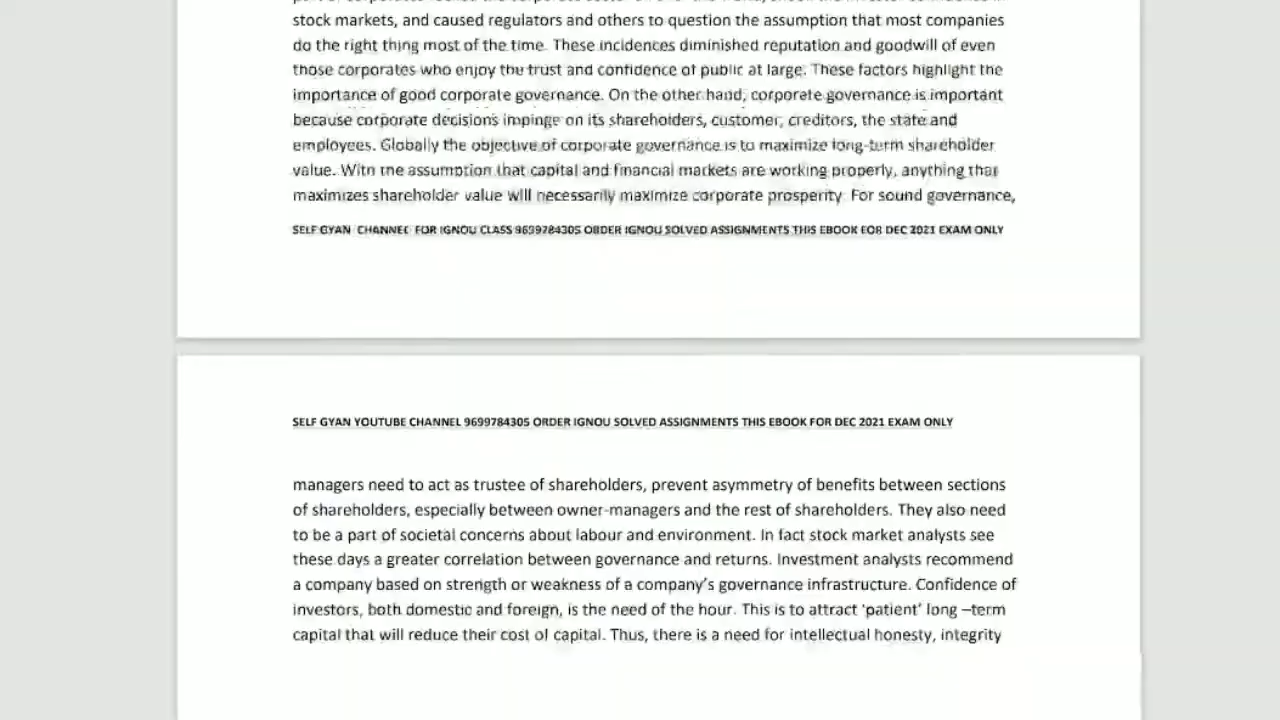 stock markets, and caused regulators and others to question the assumption that most companies
do the right thing most of the time. These incidences diminished reputation and goodwill of even
those corporates who enjoy the trust and confidence of public at large. These factors highlight the
importance of good corporate governance. On the other hand, corporate governance is important
because corporate decisions impinge on its shareholders, customer, creditors, the state and
employees. Globally the objective of corporate governance is to maximize long-term shareholder
value. With the assumption that capital and financial markets are working properly, anything that
maximizes shareholder value will necessarily maximize corporate prosperity. For sound governance,
SELF GYAN CHANNEL FOR IGNOU CLASS 9699784305 ORDER IGNOU SOLVED ASSIGNMENTS THIS EBOOK FOR DEC 2021 EXAM ONLY
SELF GYAN YOUTUBE CHANNEL 9699784305 ORDER IGNOU SOLVED ASSIGNMENTS THIS EBOOK FOR DEC 2021 EXAM ONLY
managers need to act as trustee of shareholders, prevent asymmetry of benefits between sections
of shareholders, especially between owner-managers and the rest of shareholders. They also need
to be a part of societal concerns about labour and environment. In fact stock market analysts see
these days a greater correlation between governance and returns. Investment analysts recommend
a company based on strength or weakness of a company's governance infrastructure. Confidence of
investors, both domestic and foreign, is the need of the hour. This is to attract 'patient' long –term
capital that will reduce their cost of capital. Thus, there is a need for intellectual honesty, integrity